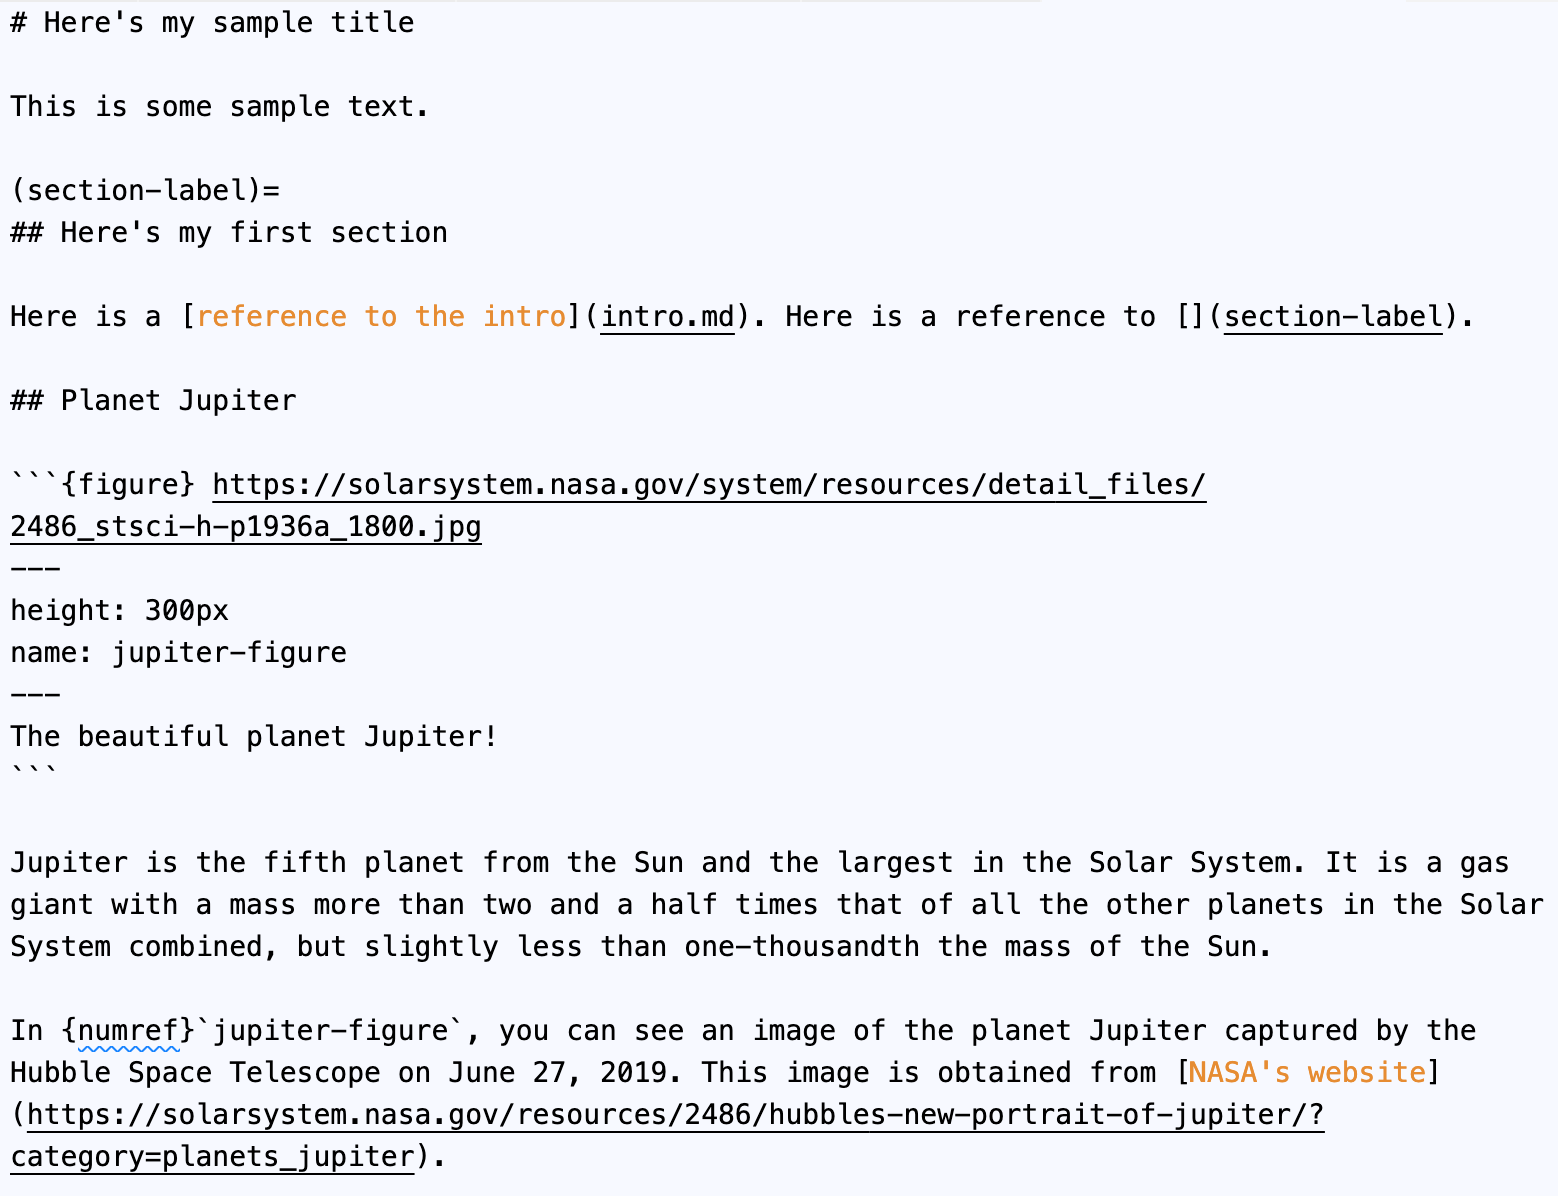 # Here's my sample title
This is some sample text.
(section-label)=
## Here's my first section
Here is a [reference to the intro](intro.md). Here is a reference to [](section-label).
## Planet Jupiter
```{figure} https://solarsystem.nasa.gov/system/resources/detail_files/
2486_stsci-h-p1936a_1800.jpg
---
height: 300px
name: jupiter-figure
---
The beautiful planet Jupiter!
```
Jupiter is the fifth planet from the Sun and the largest in the Solar System. It is a gas
giant with a mass more than two and a half times that of all the other planets in the Solar
System combined, but slightly less than one-thousandth the mass of the Sun.
In {numref}`jupiter-figure`, you can see an image of the planet Jupiter captured by the
Hubble Space Telescope on June 27, 2019. This image is obtained from [NASA's website]
(https://solarsystem.nasa.gov/resources/2486/hubbles-new-portrait-of-jupiter/?
category=planets_jupiter).